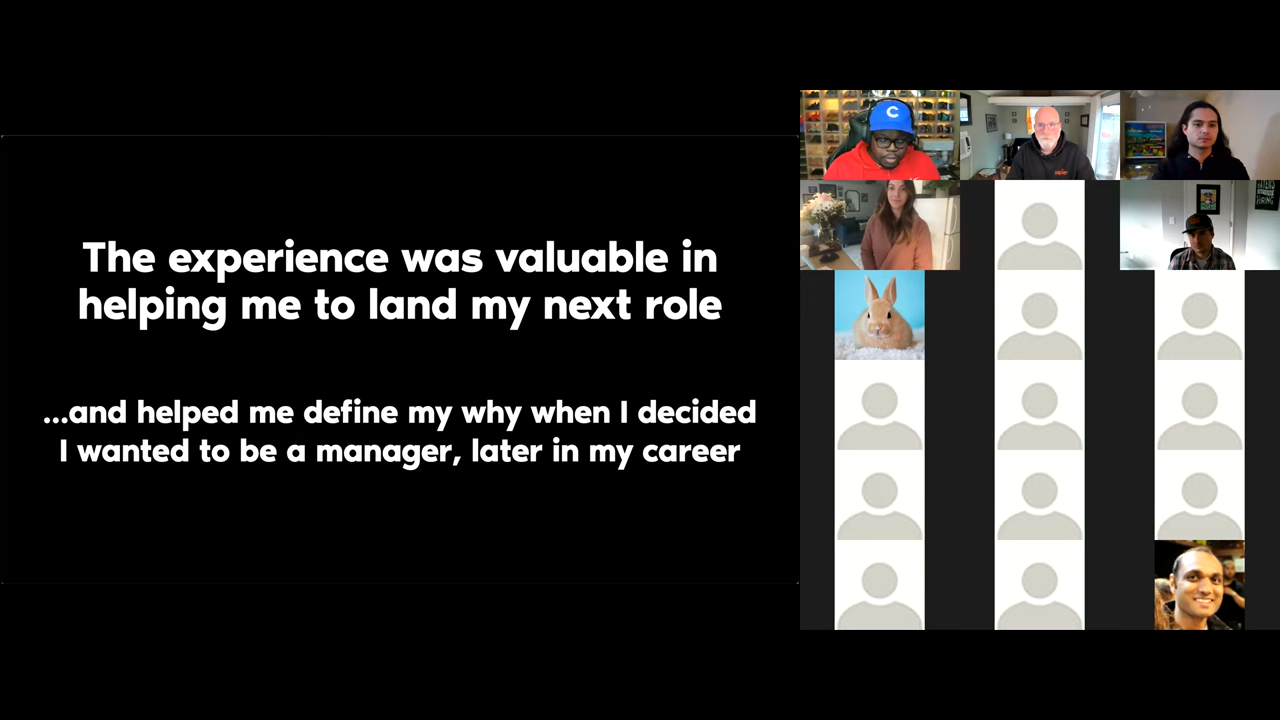 The experience was valuable in
helping me to land my next role
...and helped me define my why when I decided
I wanted to be a manager, later in my career
C